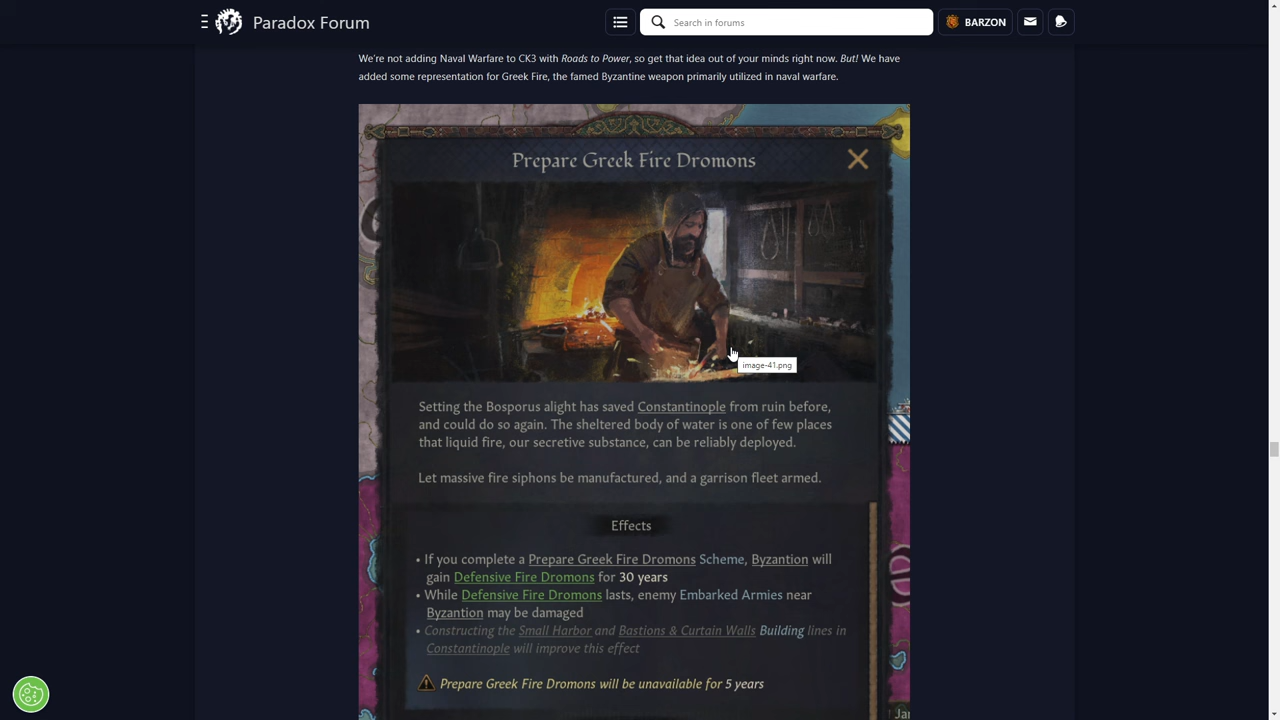 Paradox Forum
Search in forums
BARZON
We're not adding Naval Warfare to CK3 with Roads to Power, so get that idea out of your minds right now. But! We have
added some representation for Greek Fire, the famed Byzantine weapon primarily utilized in naval warfare.
Prepare Greek Fire Dromons
image-41.png
Setting the Bosporus alight has saved Constantinople from ruin before,
and could do so again. The sheltered body of water is one of few places
that liquid fire, our secretive substance, can be reliably deployed.
Let massive fire siphons be manufactured, and a garrison fleet armed.
Effects
• If you complete a Prepare Greek Fire Dromons Scheme, Byzantion will
gain Defensive Fire Dromons for 30 years
• While Defensive Fire Dromons lasts, enemy Embarked Armies near
Byzantion may be damaged
• Constructing the Small Harbor and Bastions & Curtain Walls Building lines in
Constantinople will improve this effect
Prepare Greek Fire Dromons will be unavailable for 5 years